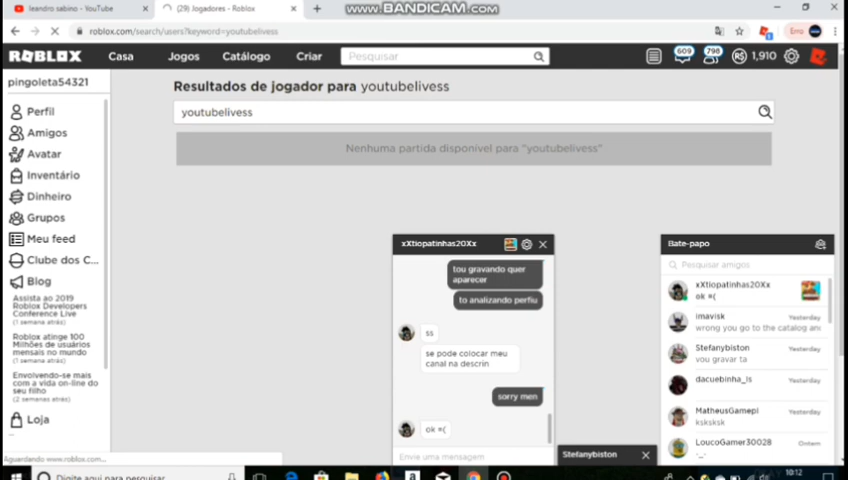 leandro sabino - YouTube
(29) Jogadores - Roblox
www.BANDICAM.com
roblox.com/search/users?keyword=youtubelivess
Erro
ROBLOX
Casa
Jogos
Catálogo
Criar
Pesquisar
609
798
R$ 1,910
pingoleta54321
Perfil
Amigos
Avatar
Inventário
Dinheiro
Grupos
Meu feed
Clube dos C...
Blog
Assista ao 2019
Roblox Developers
Conference Live
(1 semana atrás)
Roblox atinge 100
Milhões de usuários
mensais no mundo
(1 semana atrás)
Envolvendo-se mais
com a vida on-line do
seu filho
(2 semanas atrás)
Loja
Resultados de jogador para youtubelivess
youtubelivess
Nenhuma partida disponível para "youtubelivess"
xXtiopatinhas20Xx
tou gravando quer
aparecer
to analizando perfiu
ss
se pode colocar meu
canal na descrin
sorry men
ok =(
Envie uma mensagem
Stefanybiston
Bate-papo
Pesquisar amigos
xXtiopatinhas20Xx
ok =(
imavisk
Yesterday
wrong you go to the catalog and
Stefanybiston
Yesterday
vou gravar ta
dacuebinha_ls
Yesterday
MatheusGamepl
Yesterday
ksksksk
LoucoGamer30028
Ontem
-_-
Aguardando www.roblox.com...
Digite aqui para pesquisar
10:12